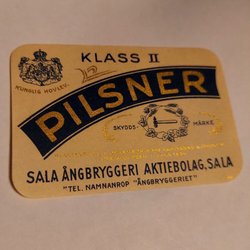 KLASS II
KUNGLIG HOVLEV.
PILSNER
SKYDDS- MÄRKE
SALA ÅNGBRYGGERI AKTIEBOLAG, SALA
"TEL. NAMNANROP "ÅNGBRYGGERIET"